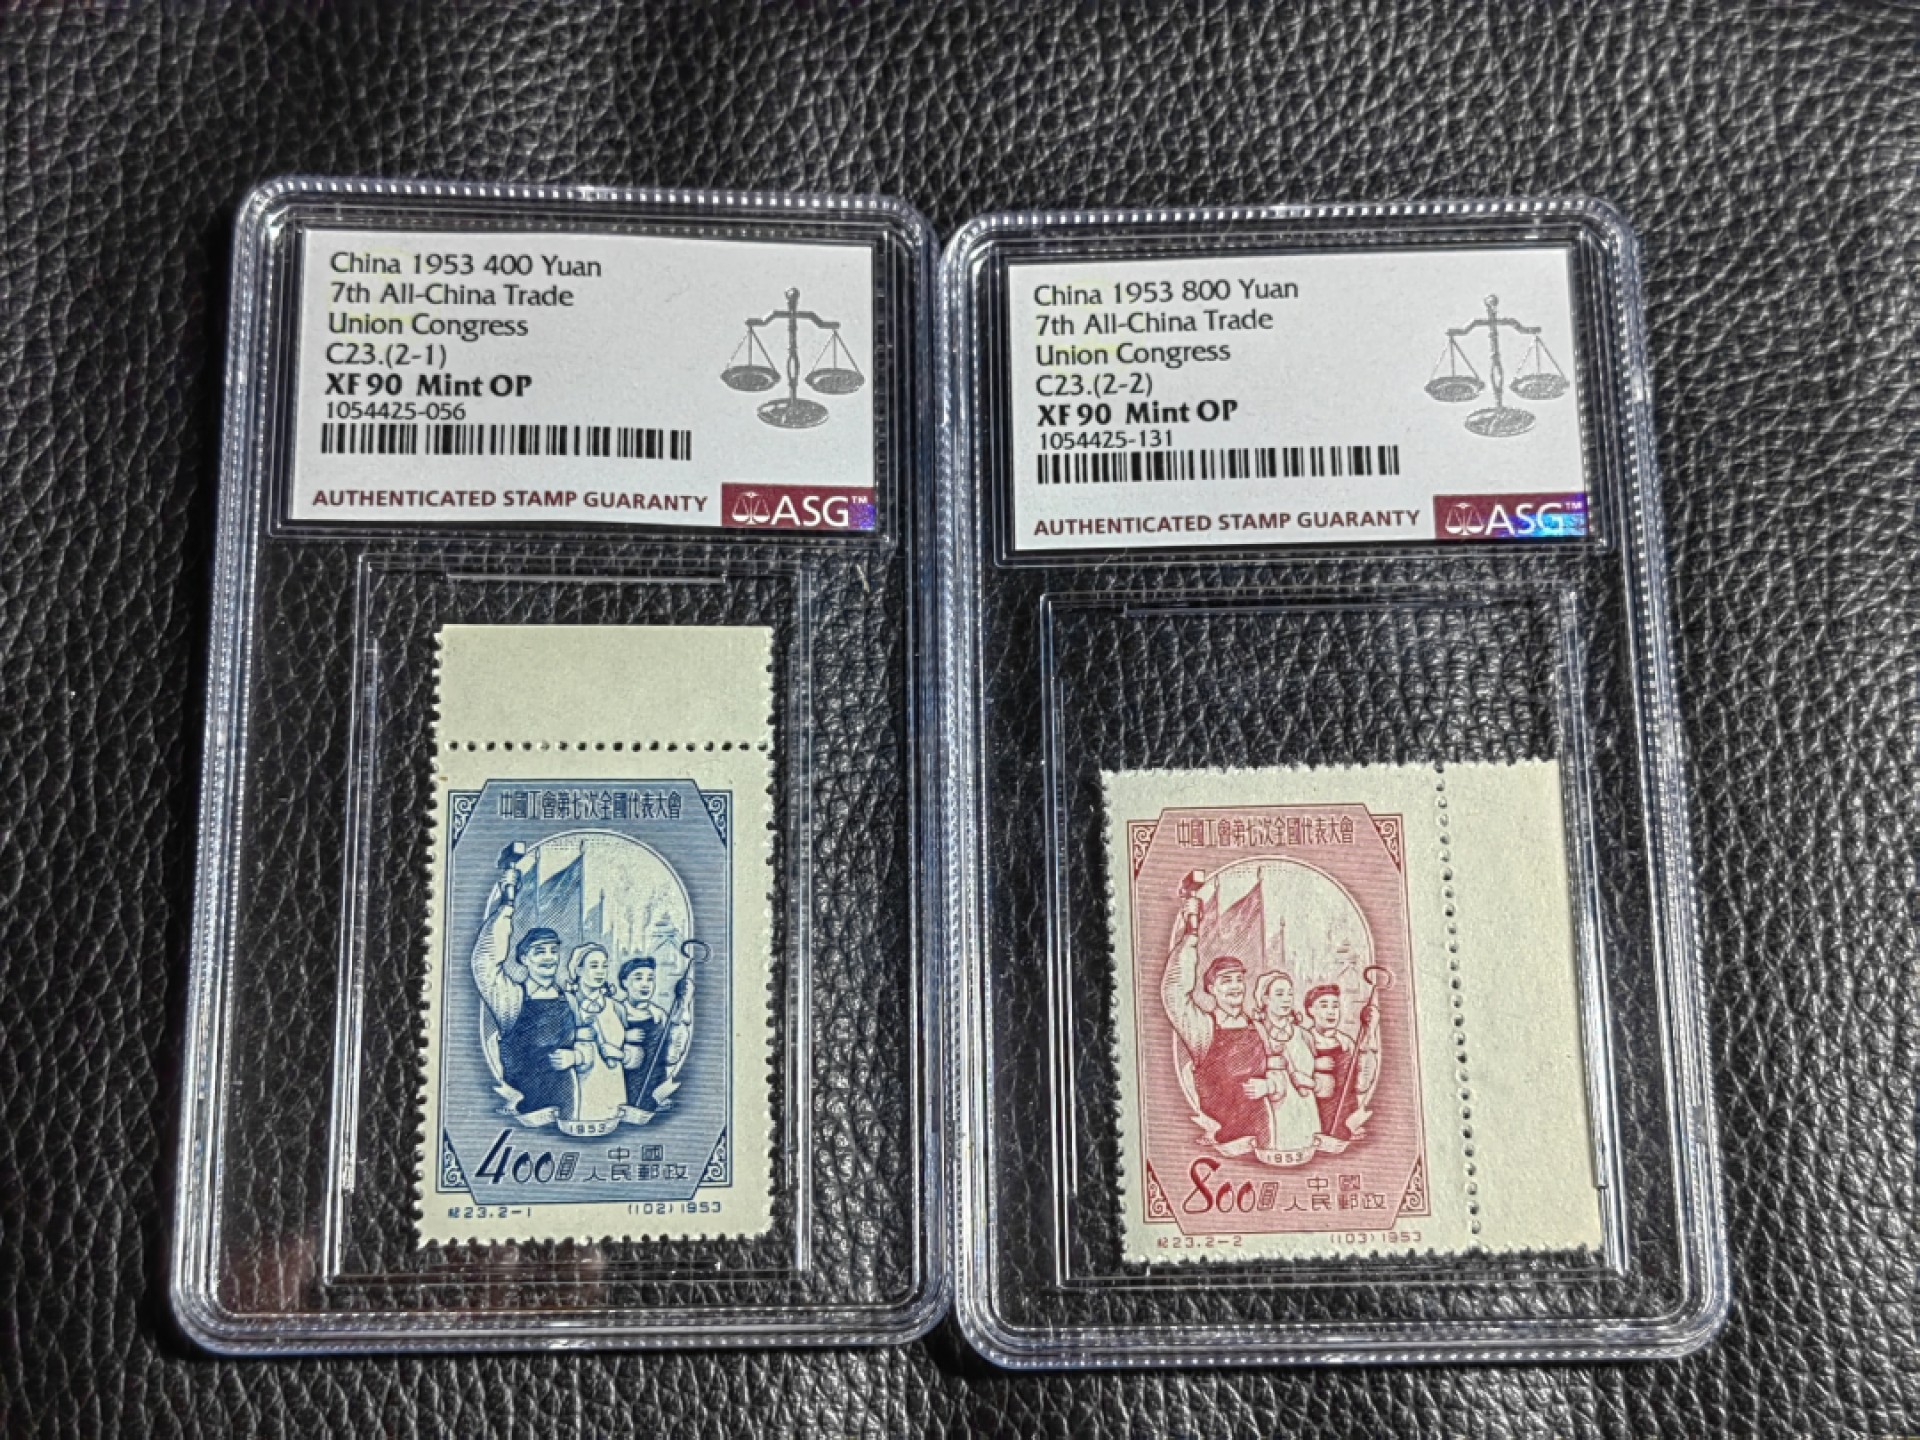 China 1953 400 Yuan
7th All-China Trade
Union Congress
C23.(2-1)
XF 90 Mint OP
1054425-056
AUTHENTICATED STAMP GUARANTY
ASG™
中國工會第七次全國代表大會
1953
400圓
中國
人民郵政
紀23.2-1 (102)1953
China 1953 800 Yuan
7th All-China Trade
Union Congress
C23.(2-2)
XF 90 Mint OP
1054425-131
AUTHENTICATED STAMP GUARANTY
ASG™
中國工會第七次全國代表大會
1953
800圓
中國
人民郵政
紀23.2-2 (103)1953